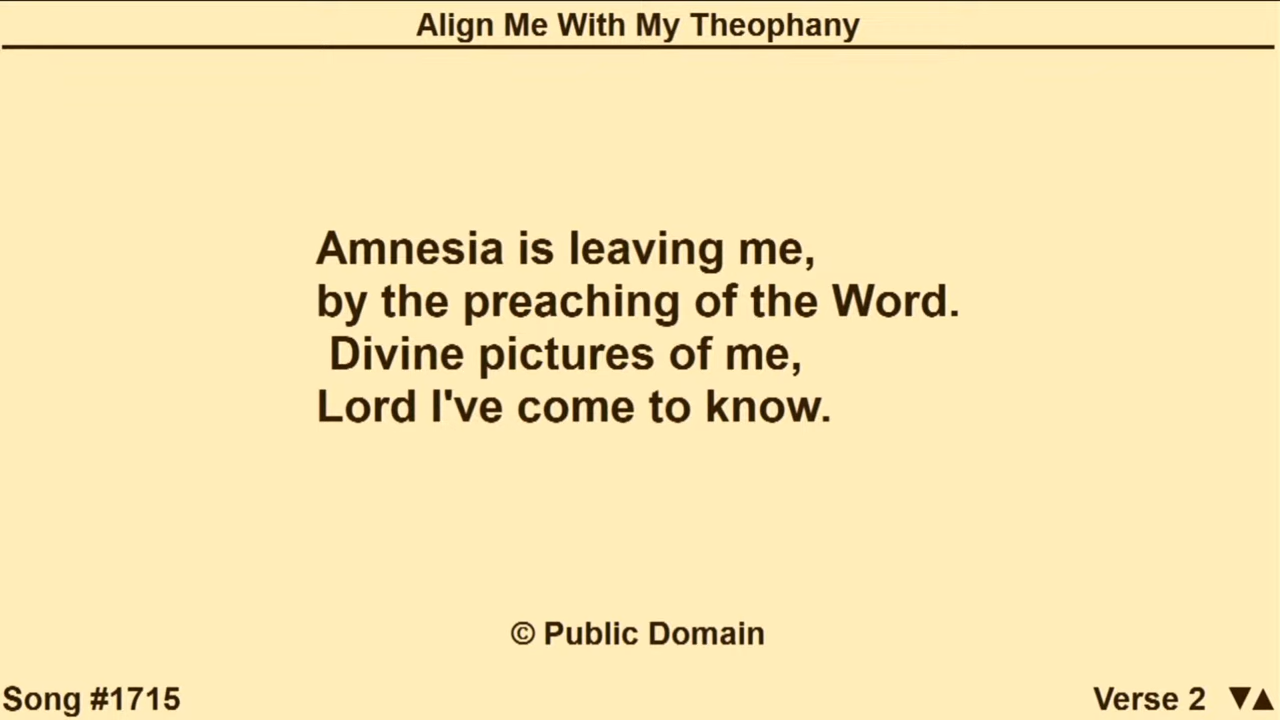 Align Me With My Theophany
Amnesia is leaving me,
by the preaching of the Word.
Divine pictures of me,
Lord I've come to know.
© Public Domain
Song #1715
Verse 2 ▼▲